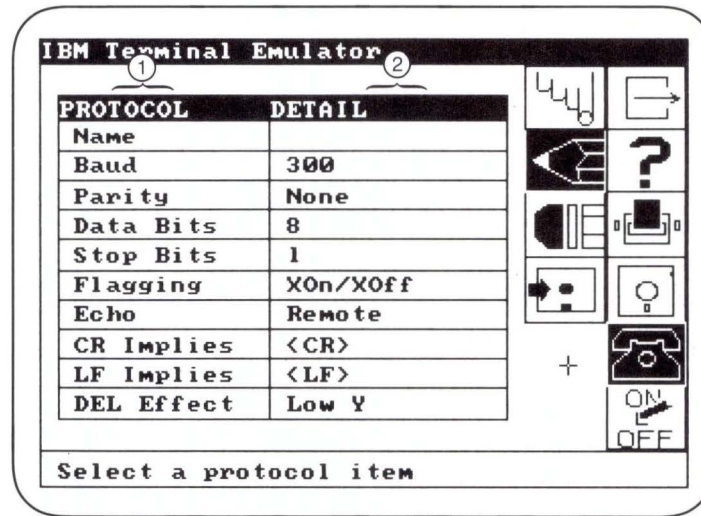 IBM Terminal Emulator
1 2
PROTOCOL DETAIL
Name
Baud 300
Parity None
Data Bits 8
Stop Bits 1
Flagging XOn/XOff
Echo Remote
CR Implies <CR>
LF Implies <LF>
DEL Effect Low Y
?
ON
OFF
Select a protocol item